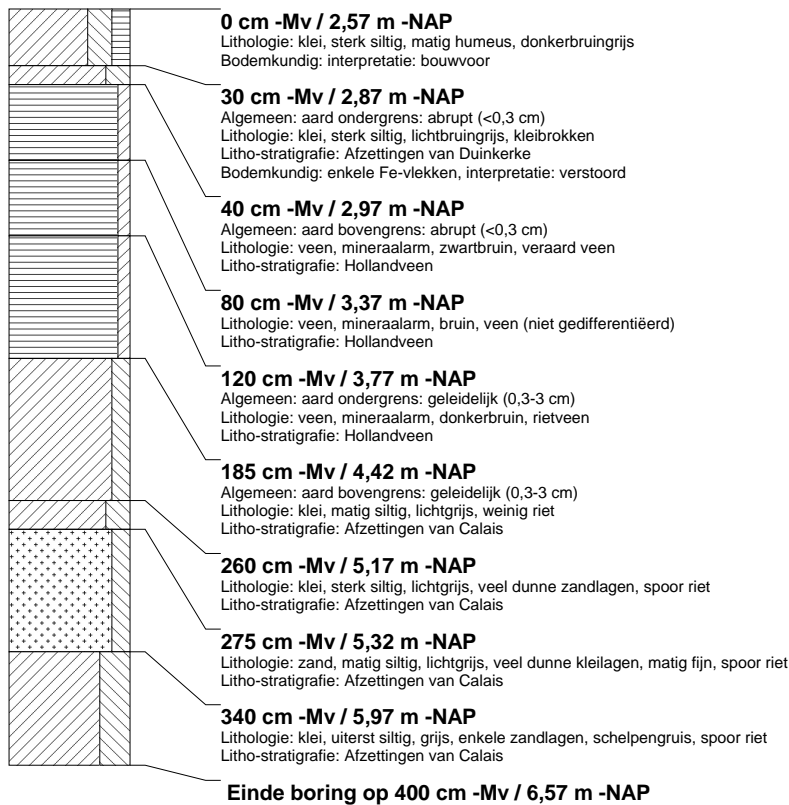 0 cm -Mv / 2,57 m -NAP
Lithologie: klei, sterk siltig, matig humeus, donkerbruingrijs
Bodemkundig: interpretatie: bouwvoor
30 cm -Mv / 2,87 m -NAP
Algemeen: aard ondergrens: abrupt (<0,3 cm)
Lithologie: klei, sterk siltig, lichtbruingrijs, kleibrokken
Litho-stratigrafie: Afzettingen van Duinkerke
Bodemkundig: enkele Fe-vlekken, interpretatie: verstoord
40 cm -Mv / 2,97 m -NAP
Algemeen: aard bovengrens: abrupt (<0,3 cm)
Lithologie: veen, mineraalarm, zwartbruin, veraard veen
Litho-stratigrafie: Hollandveen
80 cm -Mv / 3,37 m -NAP
Lithologie: veen, mineraalarm, bruin, veen (niet gedifferentiëerd)
Litho-stratigrafie: Hollandveen
120 cm -Mv / 3,77 m -NAP
Algemeen: aard ondergrens: geleidelijk (0,3-3 cm)
Lithologie: veen, mineraalarm, donkerbruin, rietveen
Litho-stratigrafie: Hollandveen
185 cm -Mv / 4,42 m -NAP
Algemeen: aard bovengrens: geleidelijk (0,3-3 cm)
Lithologie: klei, matig siltig, lichtgrijs, weinig riet
Litho-stratigrafie: Afzettingen van Calais
260 cm -Mv / 5,17 m -NAP
Lithologie: klei, sterk siltig, lichtgrijs, veel dunne zandlagen, spoor riet
Litho-stratigrafie: Afzettingen van Calais
275 cm -Mv / 5,32 m -NAP
Lithologie: zand, matig siltig, lichtgrijs, veel dunne kleilagen, matig fijn, spoor riet
Litho-stratigrafie: Afzettingen van Calais
340 cm -Mv / 5,97 m -NAP
Lithologie: klei, uiterst siltig, grijs, enkele zandlagen, schelpengruis, spoor riet
Litho-stratigrafie: Afzettingen van Calais
Einde boring op 400 cm -Mv / 6,57 m -NAP